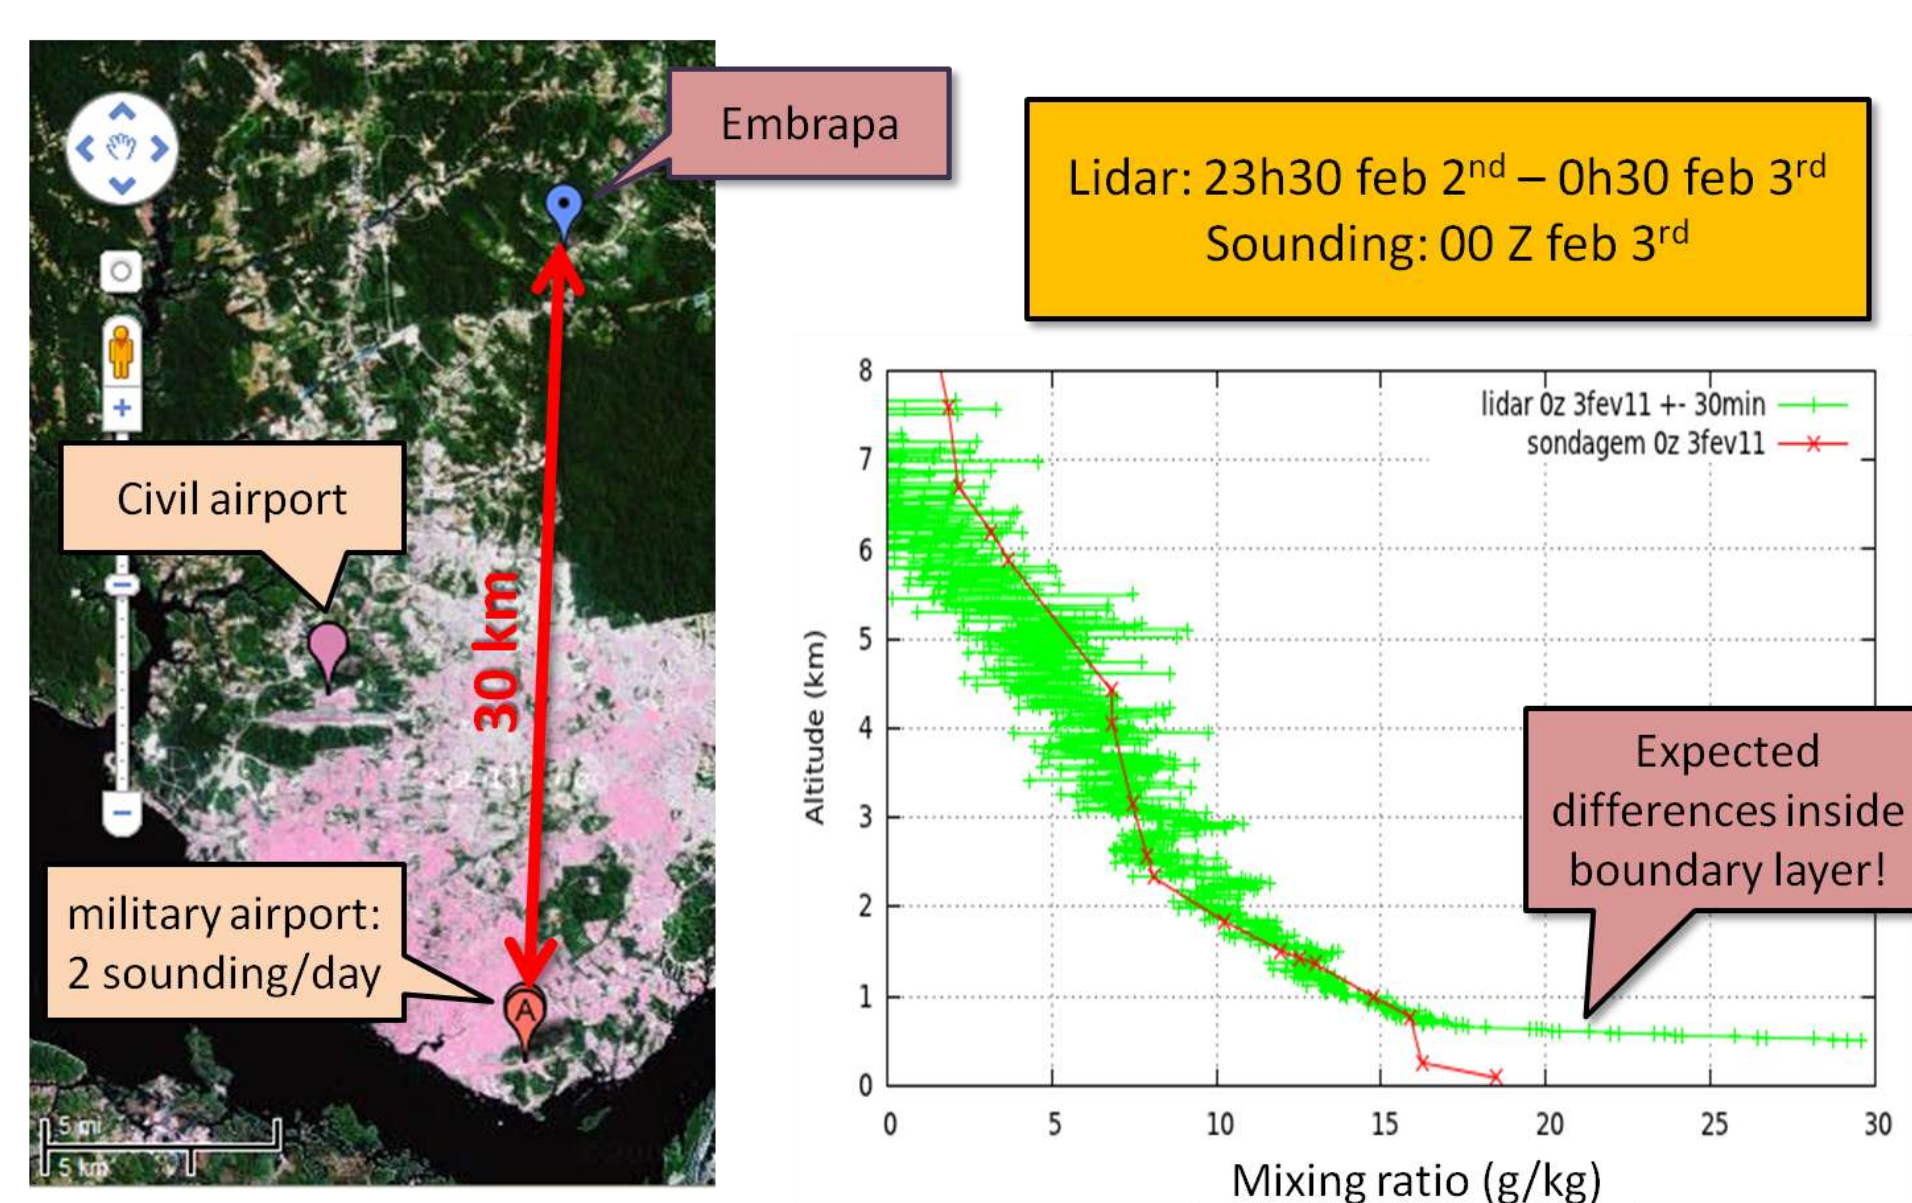 Embrapa
Civil airport
30 km
military airport:
2 sounding/day
A
5 mi
5 km
Lidar: 23h30 feb 2nd – 0h30 feb 3rd
Sounding: 00 Z feb 3rd
lidar 0z 3fev11 +- 30min
sondagem 0z 3fev11
Altitude (km)
8
7
6
5
4
3
2
1
0
Expected
differences inside
boundary layer!
0 5 10 15 20 25 30
Mixing ratio (g/kg)